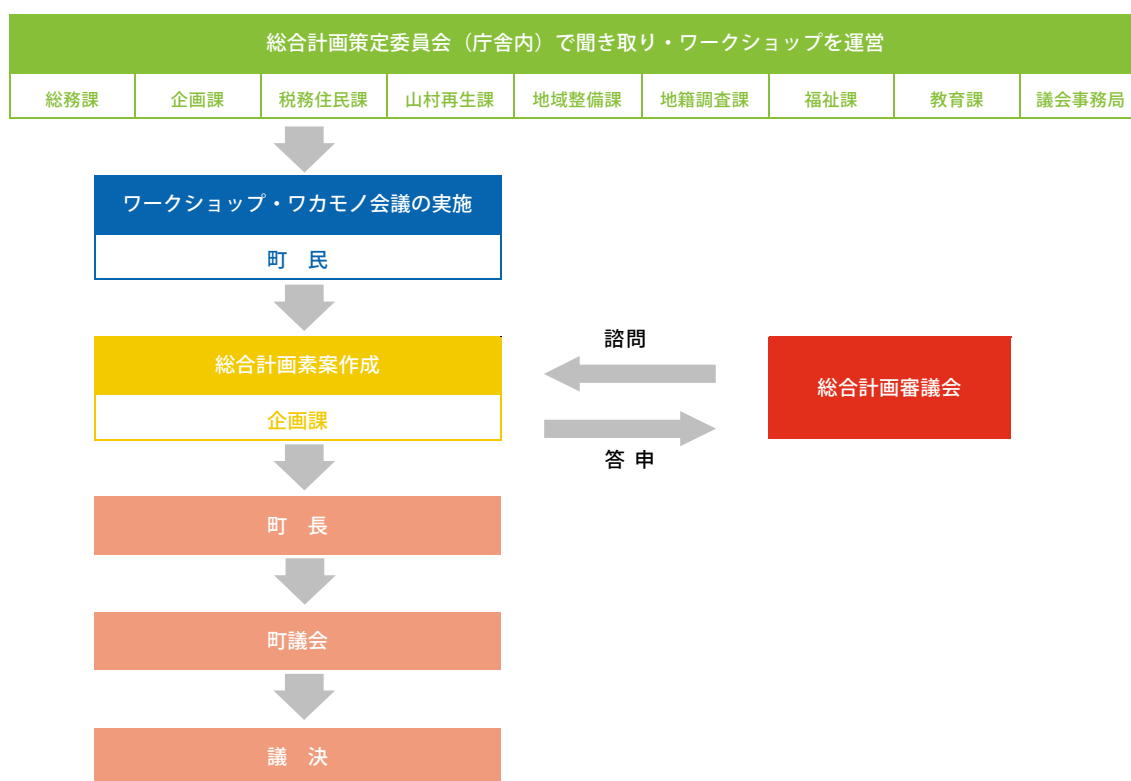 総合計画策定委員会（庁舎内）で聞き取り・ワークショップを運営
総務課 企画課 税務住民課 山村再生課 地域整備課 地籍調査課 福祉課 教育課 議会事務局
ワークショップ・ワカモノ会議の実施
町　民
総合計画素案作成
企画課
諮問
総合計画審議会
答 申
町　長
町議会
議　決